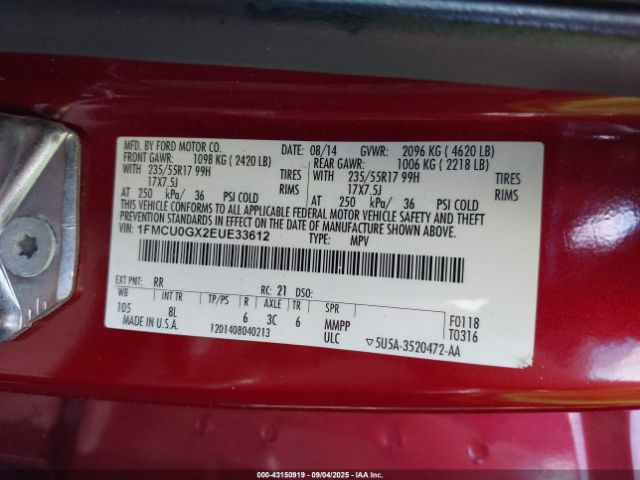 MFD. BY FORD MOTOR CO. DATE: 08/14 GVWR: 2096 KG ( 4620 LB)
FRONT GAWR: 1098 KG ( 2420 LB) REAR GAWR: 1006 KG ( 2218 LB)
WITH 235/55R17 99H TIRES WITH 235/55R17 99H TIRES
17X7.5J RIMS 17X7.5J RIMS
AT 250 kPa/ 36 PSI COLD AT 250 kPa/ 36 PSI COLD
THIS VEHICLE CONFORMS TO ALL APPLICABLE FEDERAL MOTOR VEHICLE SAFETY AND THEFT
PREVENTION STANDARDS IN EFFECT ON THE DATE OF MANUFACTURE SHOWN ABOVE.
VIN: 1FMCU0GX2EUE33612 TYPE: MPV
EXT PNT: RR RC: 21 DSO:
WB INT TR TP/PS R AXLE TR SPR
105 8L 6 3C 6 MMPP F0118
MADE IN U.S.A. 1201408040213 ULC T0316
▽5U5A-3520472-AA
000-43150919 - 09/04/2025 - IAAI.COM